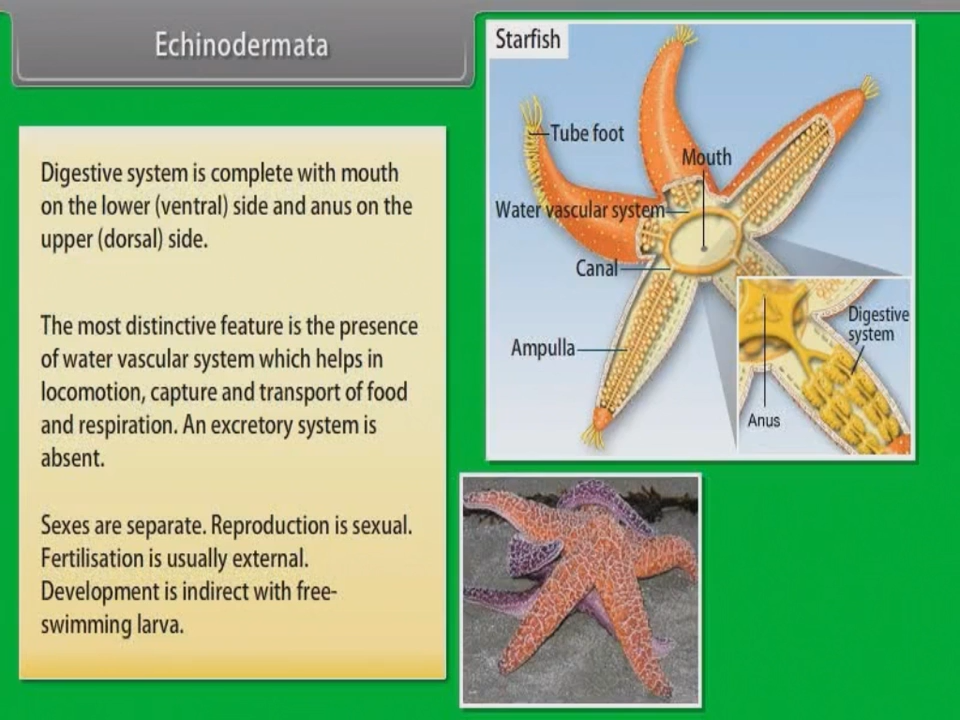 Echinodermata
Digestive system is complete with mouth
on the lower (ventral) side and anus on the
upper (dorsal) side.
The most distinctive feature is the presence
of water vascular system which helps in
locomotion, capture and transport of food
and respiration. An excretory system is
absent.
Sexes are separate. Reproduction is sexual.
Fertilisation is usually external.
Development is indirect with free-
swimming larva.
Starfish
Tube foot
Mouth
Water vascular system
Canal
Ampulla
Digestive
system
Anus